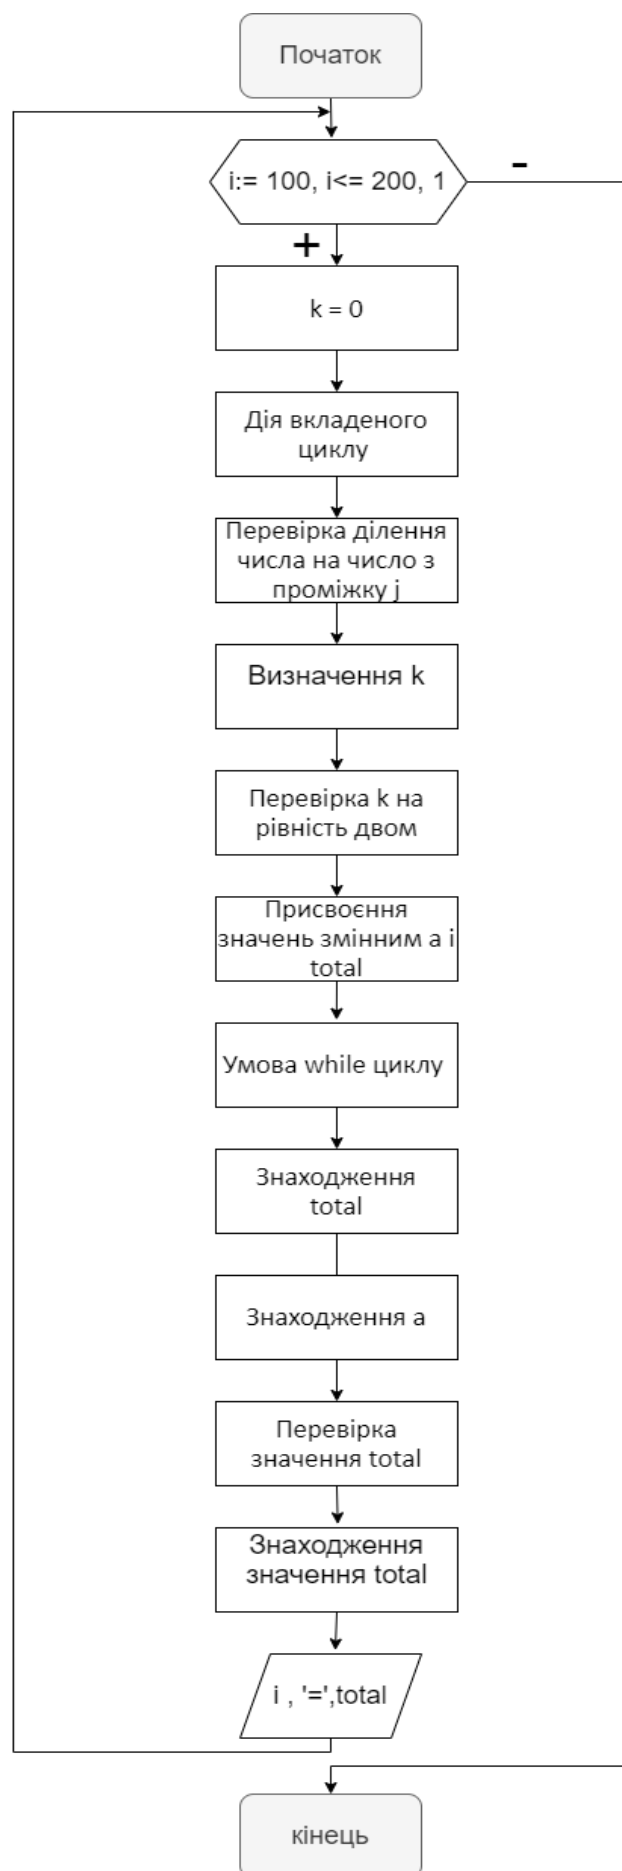 Початок
i:= 100, i<= 200, 1
-
+
k = 0
Дія вкладеного
циклу
Перевірка ділення
числа на число з
проміжку j
Визначення k
Перевірка k на
рівність двом
Присвоєння
значень змінним a і
total
Умова while циклу
Знаходження
total
Знаходження a
Перевірка
значення total
Знаходження
значення total
i , '=',total
кінець